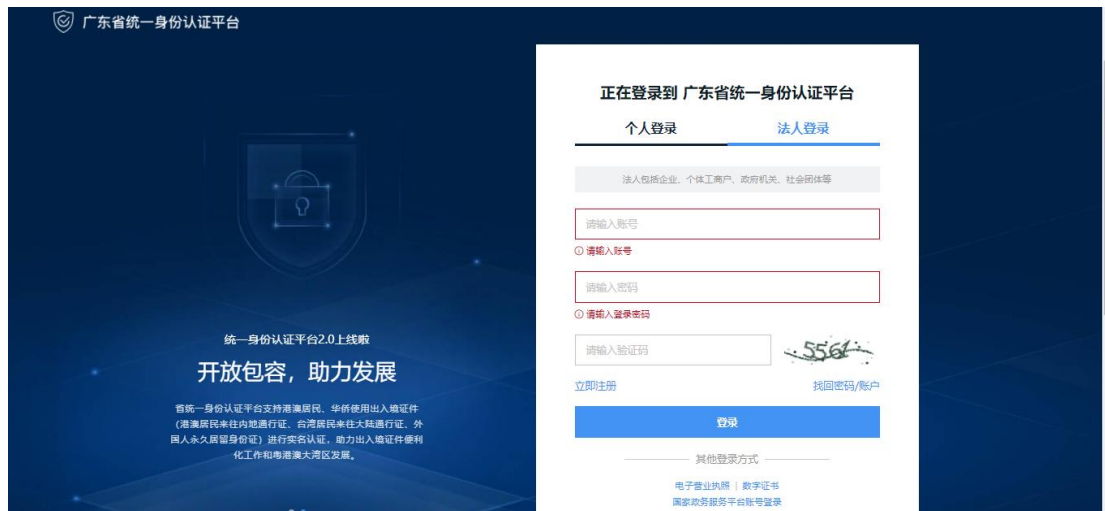 广东省统一身份认证平台
统一身份认证平台2.0上线啦
开放包容，助力发展
省统一身份认证平台支持港澳居民、华侨使用出入境证件
（港澳居民来往内地通行证、台湾居民来往大陆通行证、外
国人永久居留身份证）进行实名认证，助力出入境证件便利
化工作和粤港澳大湾区发展。
正在登录到 广东省统一身份认证平台
个人登录 法人登录
法人包括企业、个体工商户、政府机关、社会团体等
请输入账号
请输入账号
请输入密码
请输入登录密码
请输入验证码 5561
立即注册 找回密码/账户
登录
其他登录方式
电子营业执照 | 数字证书
国家政务服务平台账号登录